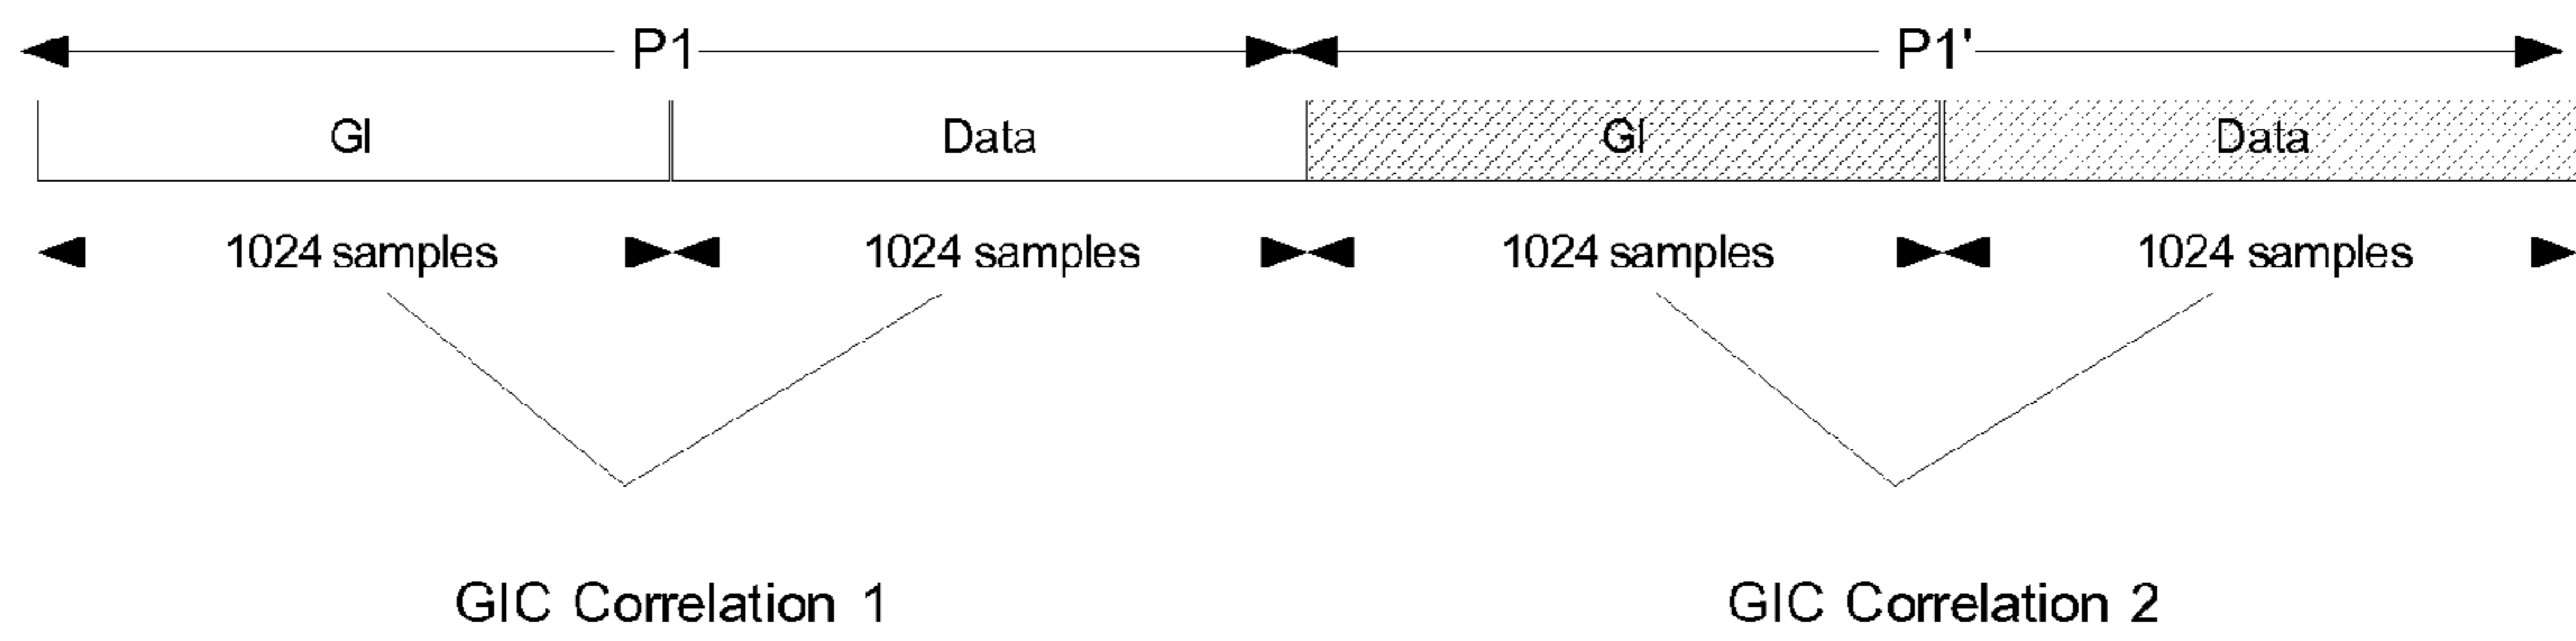 P1 P1'
GI Data GI Data
1024 samples 1024 samples 1024 samples 1024 samples
GIC Correlation 1 GIC Correlation 2